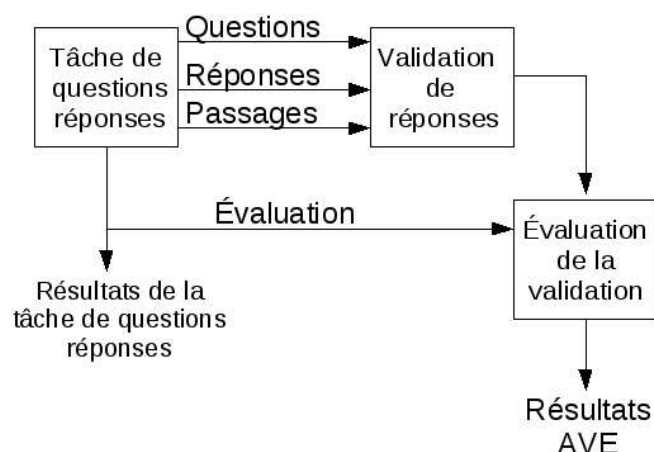 Tâche de
questions
réponses
Questions
Réponses
Passages
Validation
de
réponses
Évaluation
Évaluation
de la
validation
Résultats de la
tâche de questions
réponses
Résultats
AVE